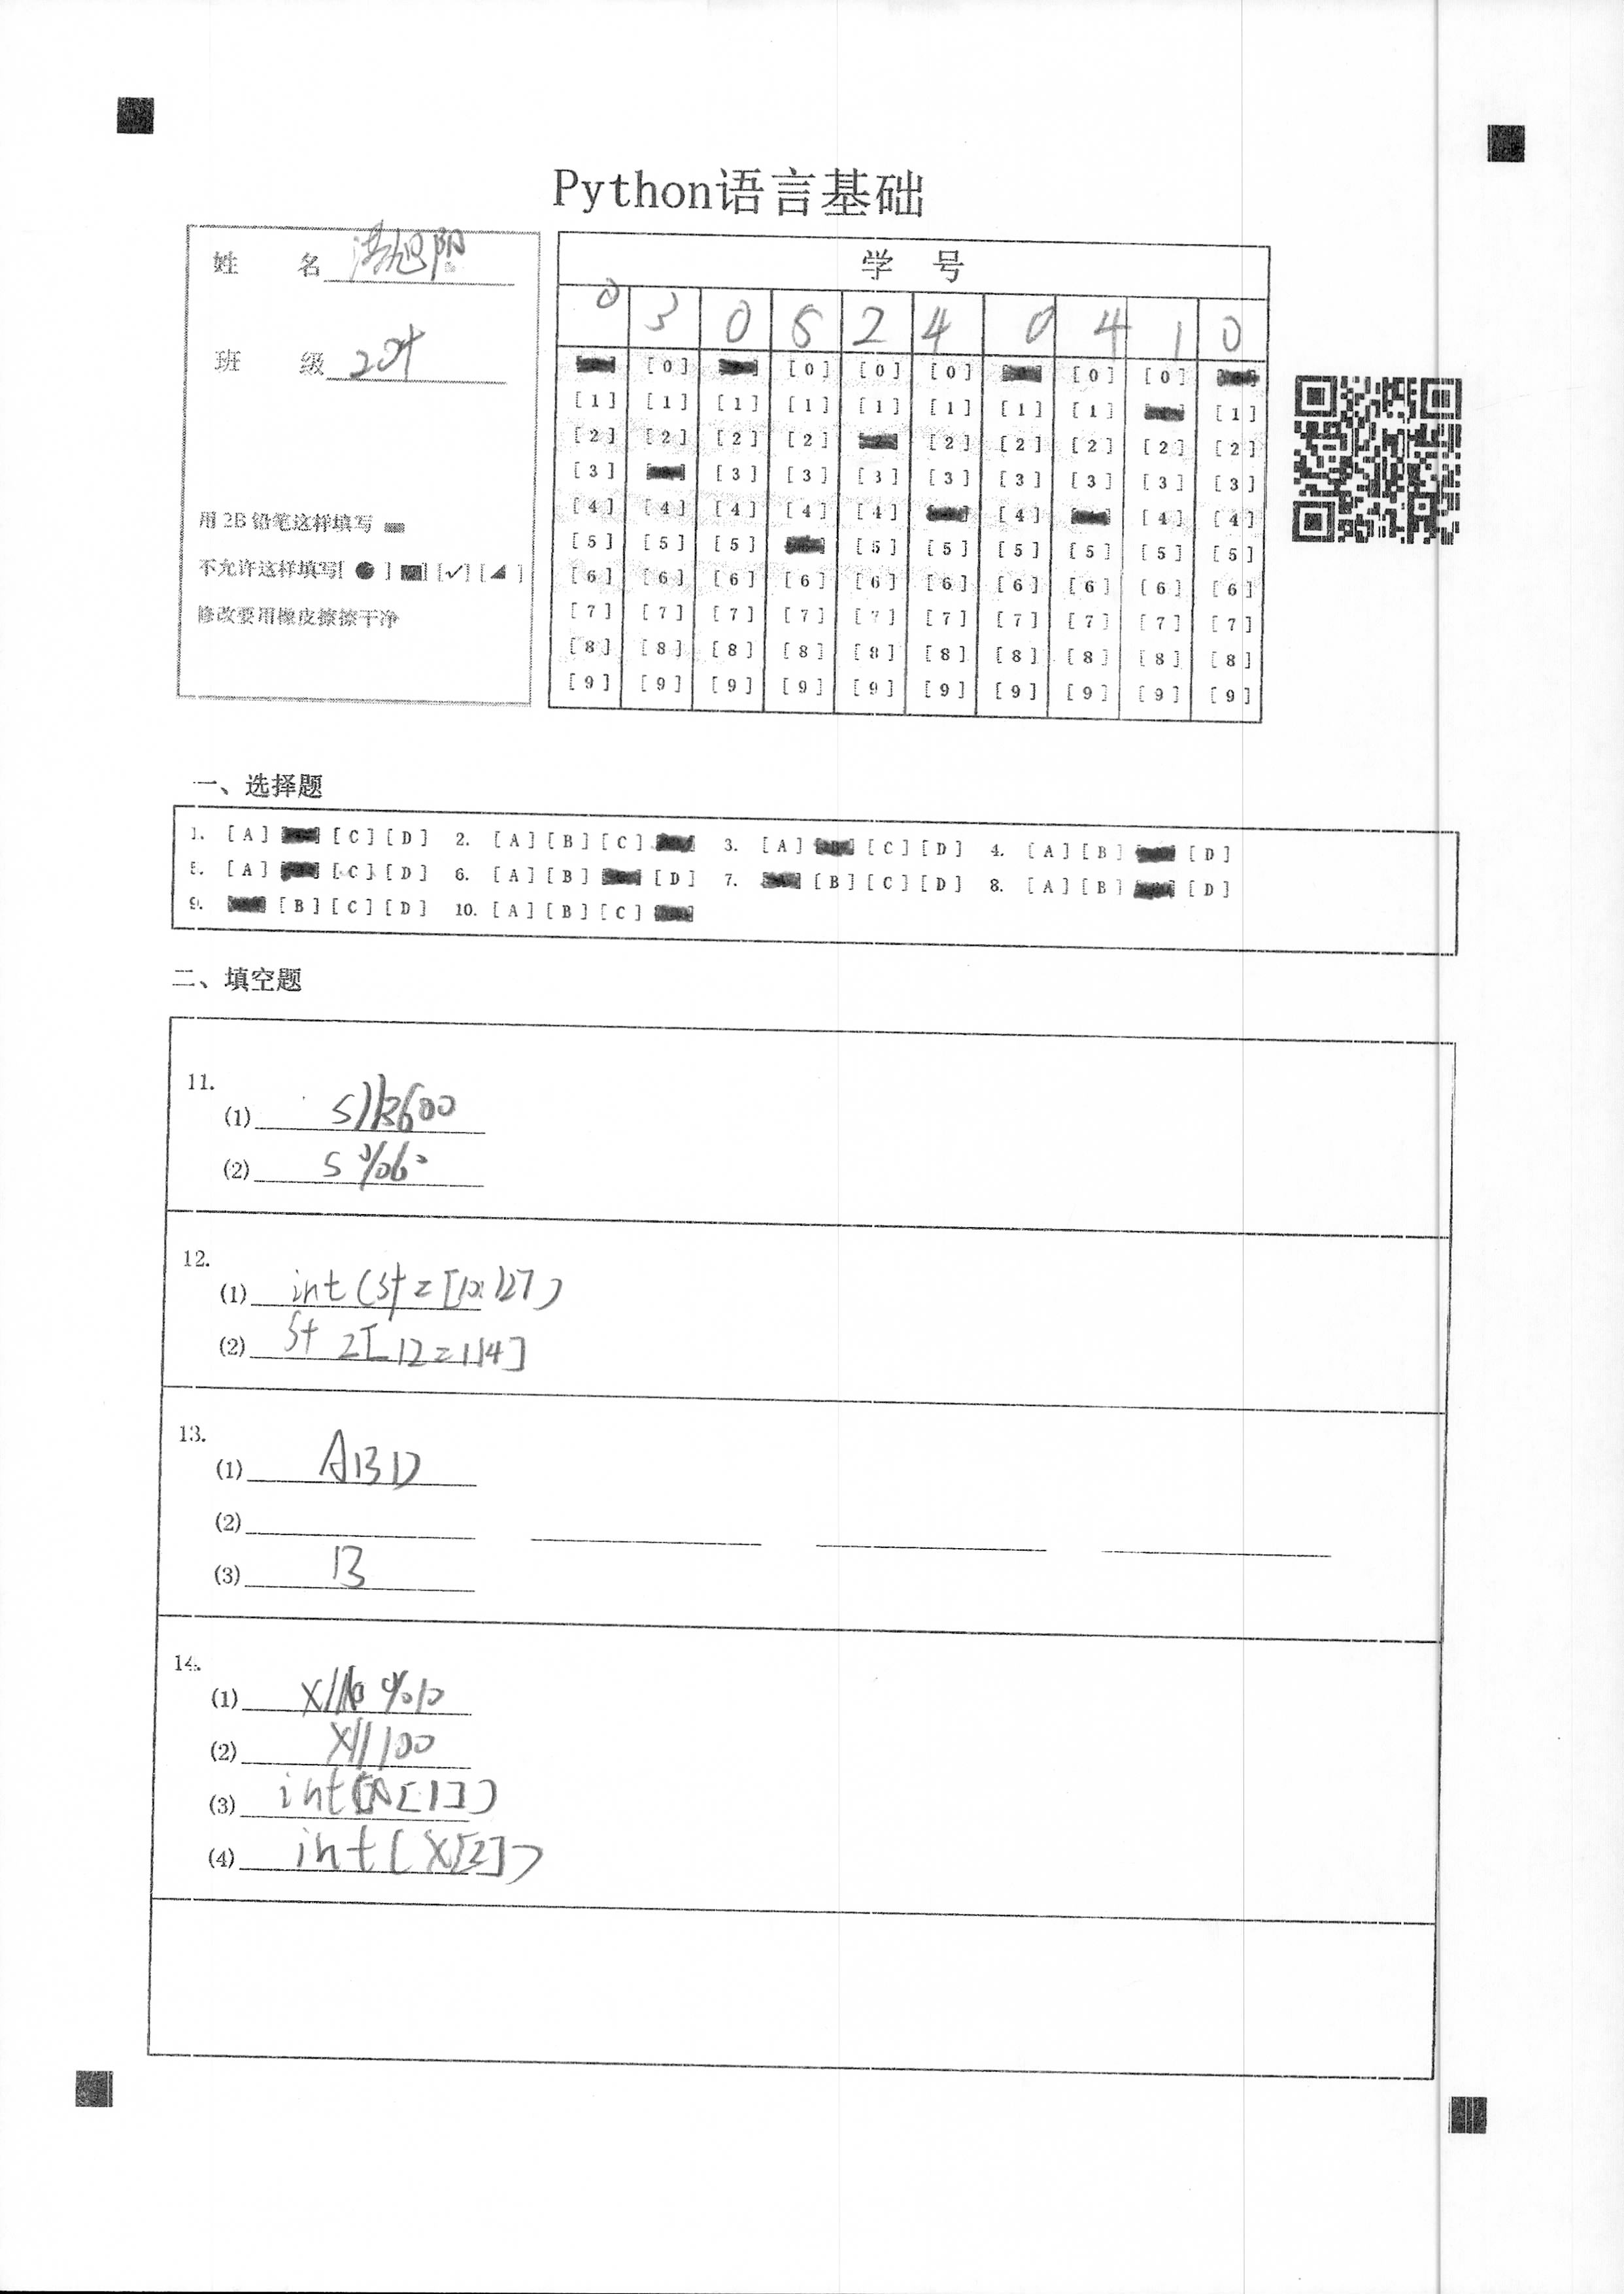 Python语言基础
姓 名 旭阳
班 级 204
用 2B 铅笔这样填写
不允许这样填写[ ● ] [■] [✓] [◢ ]
修改要用橡皮擦擦干净
学 号
0 3 0 5 2 4 0 4 1 0
[0] [0] [0] [0] [0] [0]
[1] [1] [1] [1] [1] [1] [1] [1] [1]
[2] [2] [2] [2] [2] [2] [2] [2] [2]
[3] [3] [3] [3] [3] [3] [3] [3] [3]
[4] [4] [4] [4] [4] [4] [4] [4]
[5] [5] [5] [5] [5] [5] [5] [5] [5]
[6] [6] [6] [6] [6] [6] [6] [6] [6] [6]
[7] [7] [7] [7] [7] [7] [7] [7] [7] [7]
[8] [8] [8] [8] [8] [8] [8] [8] [8] [8]
[9] [9] [9] [9] [9] [9] [9] [9] [9] [9]
一、选择题
1. [A] [C] [D] 2. [A] [B] [C] 3. [A] [B] [C] [D] 4. [A] [B] [D]
5. [A] [C] [D] 6. [A] [B] [D] 7. [B] [C] [D] 8. [A] [B] [D]
9. [B] [C] [D] 10. [A] [B] [C]
二、填空题
11.
(1) s//3600
(2) s%60
12.
(1) int(st2[12:127)
(2) st2[12:114]
13.
(1) ABD
(2)
(3) B
14.
(1) x//10%10
(2) x//100
(3) int(x[1])
(4) int(x[2])